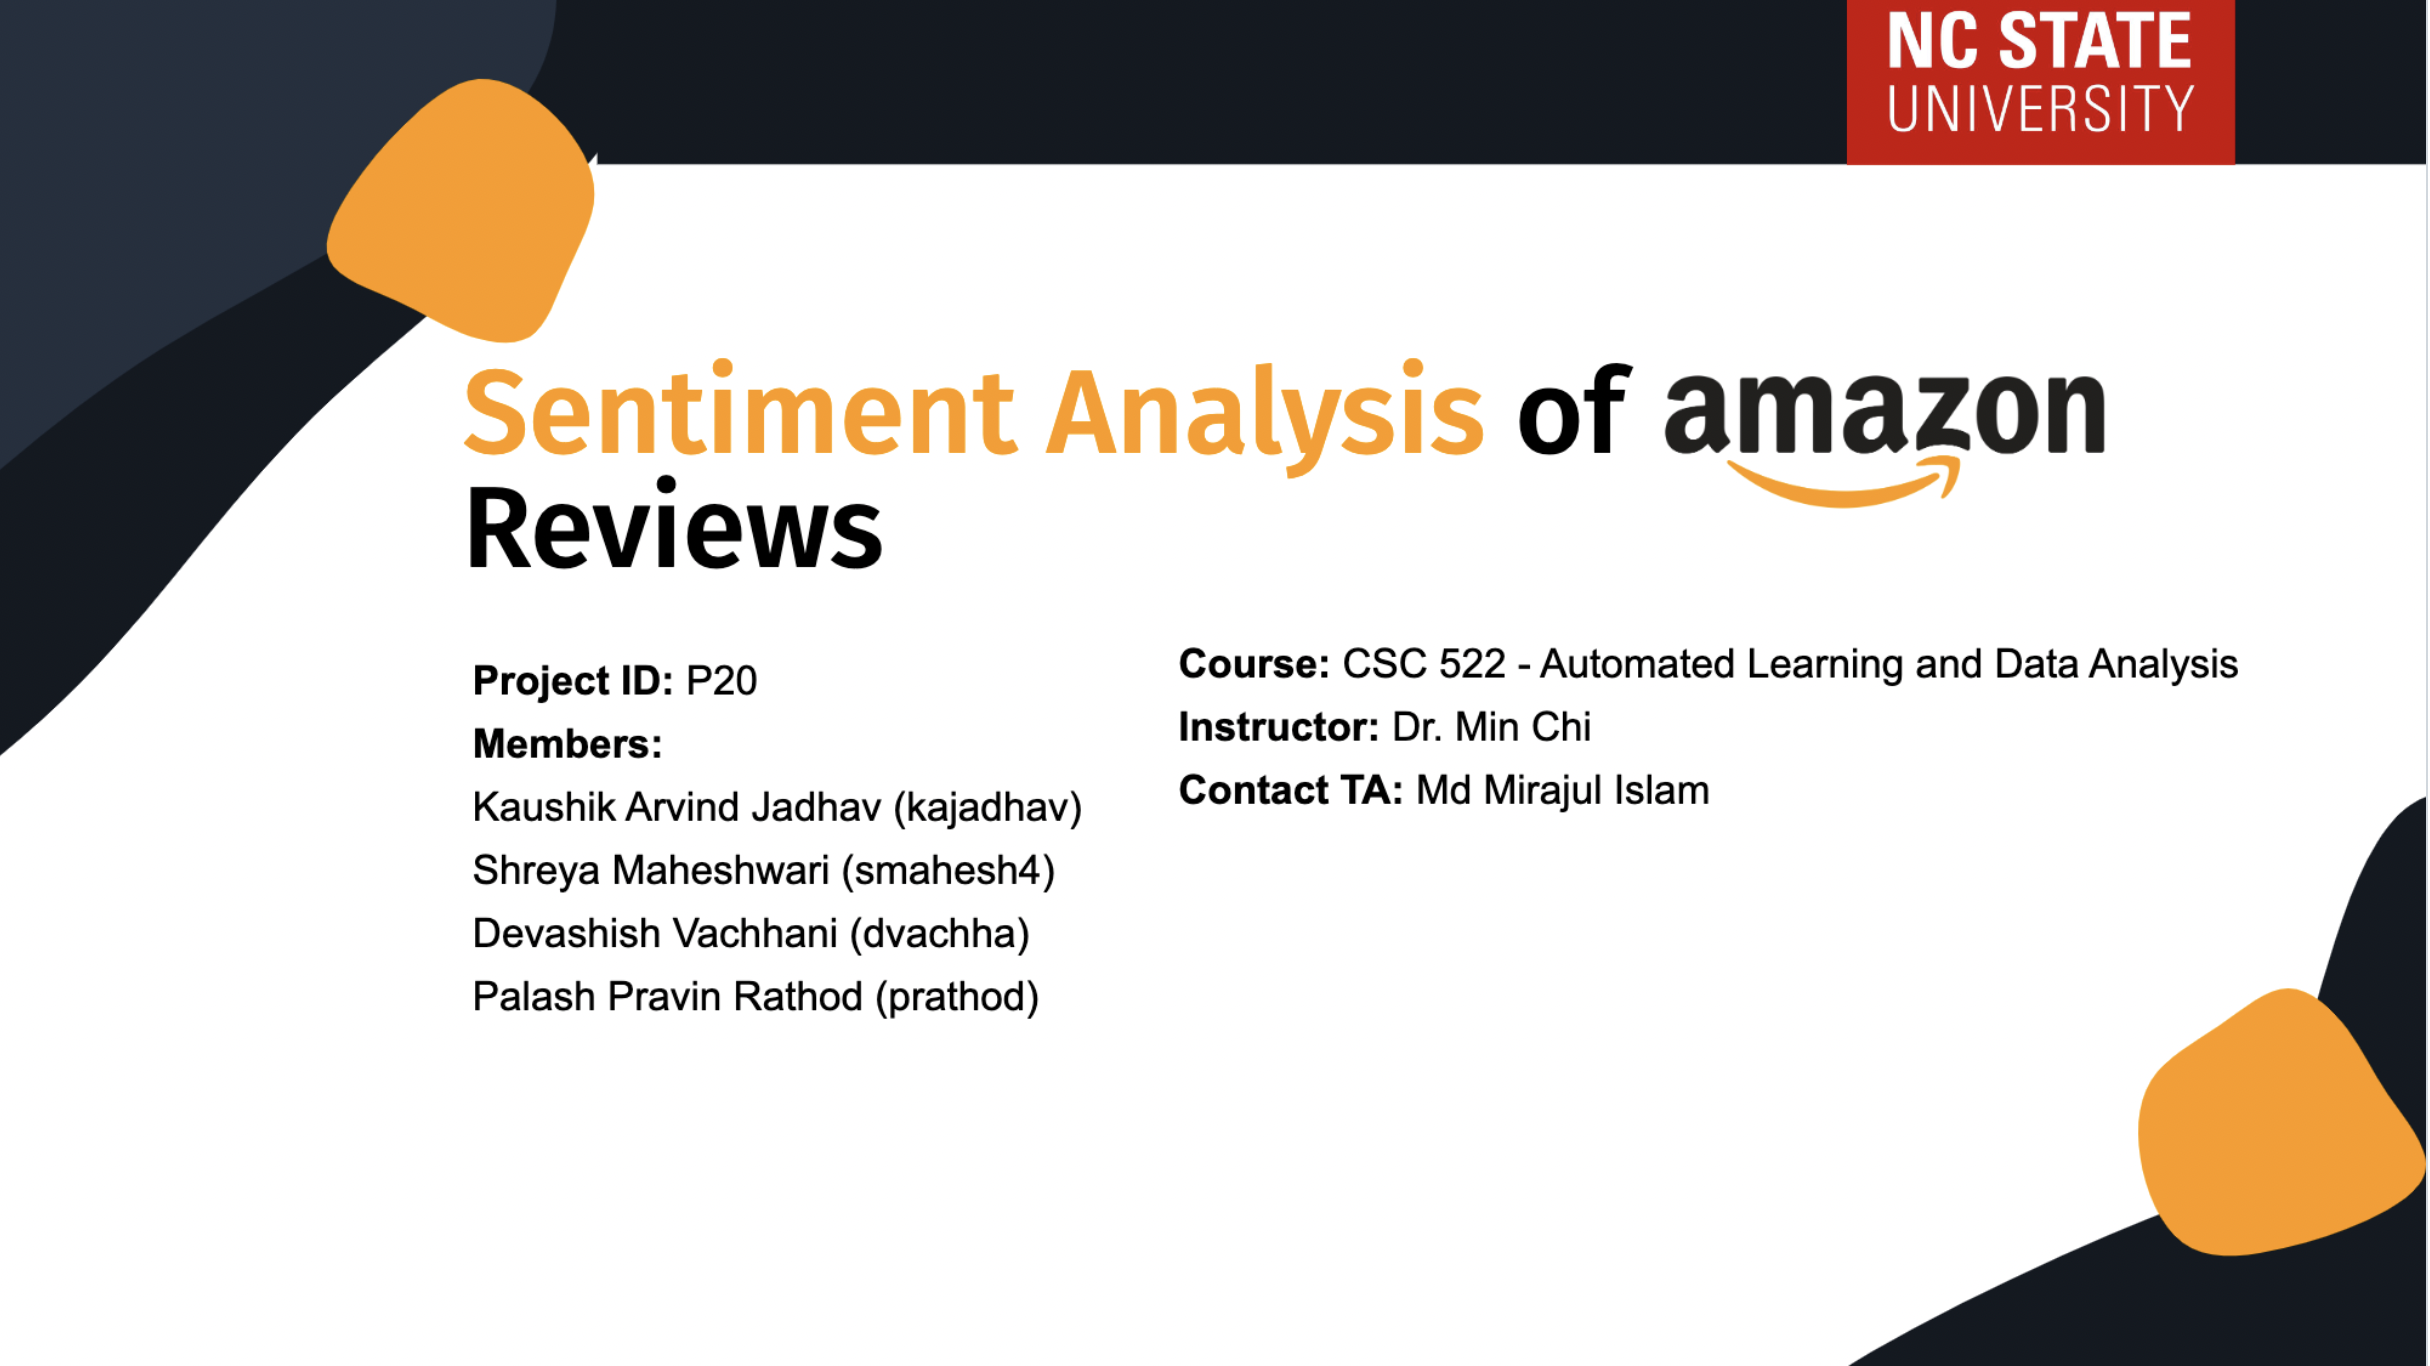 NC STATE
UNIVERSITY
Sentiment Analysis of amazon
Reviews
Project ID: P20
Members:
Kaushik Arvind Jadhav (kajadhav)
Shreya Maheshwari (smahesh4)
Devashish Vachhani (dvachha)
Palash Pravin Rathod (prathod)
Course: CSC 522 - Automated Learning and Data Analysis
Instructor: Dr. Min Chi
Contact TA: Md Mirajul Islam